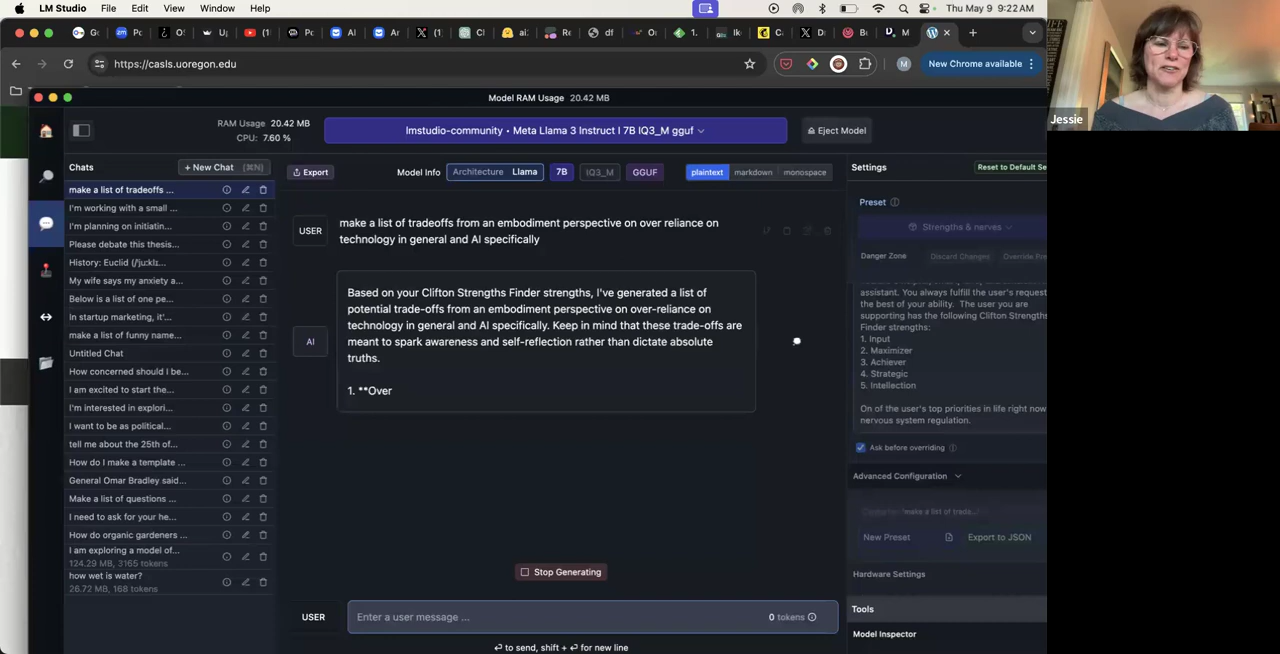 LM Studio File Edit View Window Help
Thu May 9 9:22 AM
https://casls.uoregon.edu
New Chrome available
Jessie
Model RAM Usage 20.42 MB
RAM Usage 20.42 MB
CPU: 7.60 %
lmstudio-community • Meta Llama 3 Instruct | 7B IQ3_M gguf
Eject Model
Chats
+ New Chat (⌘N)
Export
Model Info Architecture Llama 7B IQ3_M GGUF
plaintext markdown monospace
Settings
Reset to Default Se
make a list of tradeoffs ...
I'm working with a small ...
I'm planning on initiatin...
Please debate this thesis...
History: Euclid (/ˈjuːklɪ...
My wife says my anxiety a...
Below is a list of one pe...
In startup marketing, it'...
make a list of funny name...
Untitled Chat
How concerned should I be...
I am excited to start the...
I'm interested in explori...
I want to be as political...
tell me about the 25th of...
How do I make a template ...
General Omar Bradley said...
Make a list of questions ...
I need to ask for your he...
How do organic gardeners ...
I am exploring a model of...
124.29 MB, 3165 tokens
how wet is water?
26.72 MB, 168 tokens
USER
make a list of tradeoffs from an embodiment perspective on over reliance on
technology in general and AI specifically
AI
Based on your Clifton Strengths Finder strengths, I've generated a list of
potential trade-offs from an embodiment perspective on over-reliance on
technology in general and AI specifically. Keep in mind that these trade-offs are
meant to spark awareness and self-reflection rather than dictate absolute
truths.
1. **Over
Stop Generating
USER
Enter a user message ...
0 tokens
to send, shift + for new line
Preset
Strengths & nerves
Danger Zone Discard Changes Override Pre
assistant. You always fulfill the user's request
the best of your ability. The user you are
supporting has the following Clifton Strengths
Finder strengths:
1. Input
2. Maximizer
3. Achiever
4. Strategic
5. Intellection
On of the user's top priorities in life right now
nervous system regulation.
Ask before overriding
Advanced Configuration
"make a list of trade..."
New Preset
Export to JSON
Hardware Settings
Tools
Model Inspector